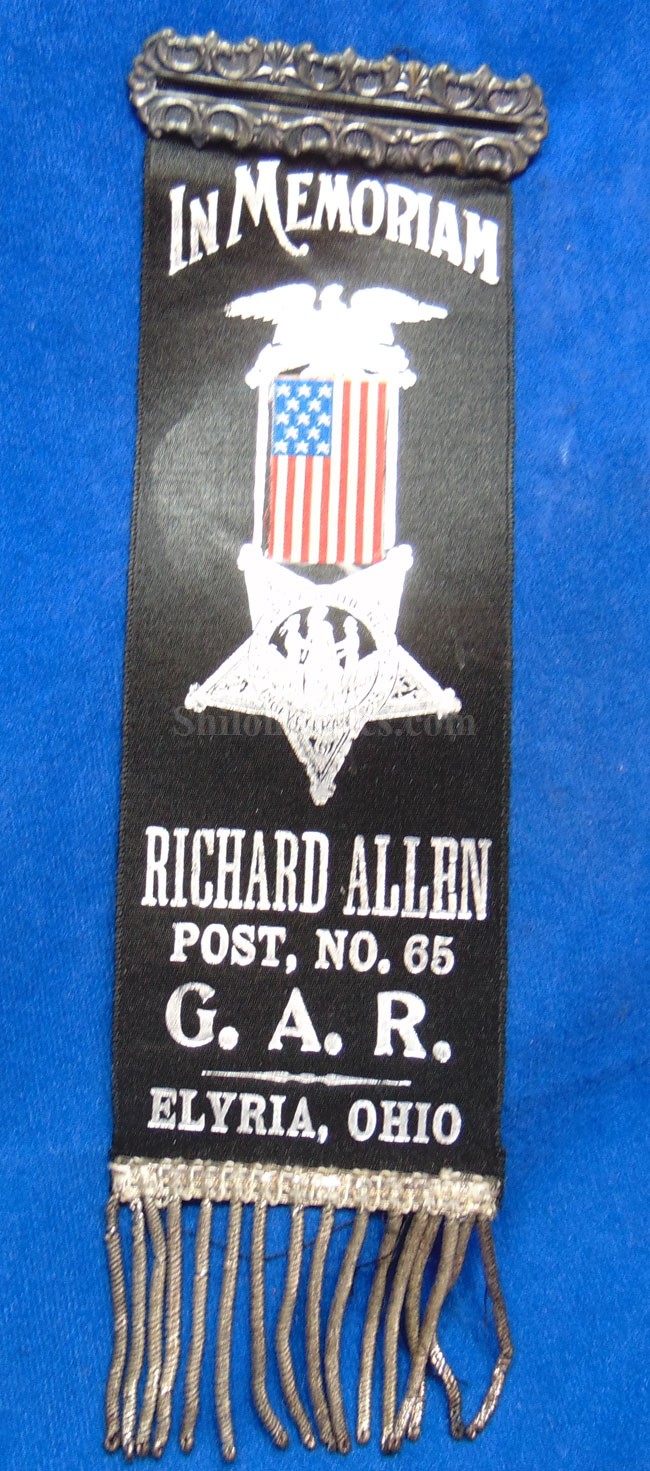 IN MEMORIAM
RICHARD ALLEN
POST, NO. 65
G. A. R.
ELYRIA, OHIO